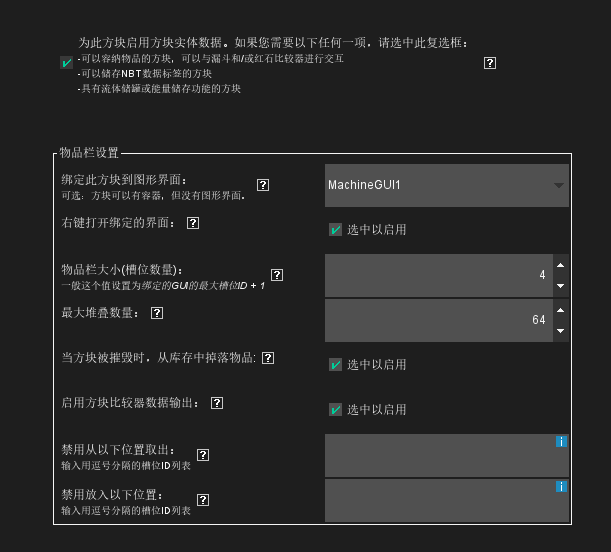 为此方块启用方块实体数据。如果您需要以下任何一项，请选中此复选框：
-可以容纳物品的方块，可以与漏斗和/或红石比较器进行交互
-可以储存NBT数据标签的方块
-具有流体储罐或能量储存功能的方块
?
物品栏设置
绑定此方块到图形界面：
可选：方块可以有容器，但没有图形界面。
?
MachineGUI1
右键打开绑定的界面：
?
选中以启用
物品栏大小(槽位数量)：
一般这个值设置为绑定的GUI的最大槽位ID + 1
?
4
最大堆叠数量：
?
64
当方块被摧毁时，从库存中掉落物品:
?
选中以启用
启用方块比较器数据输出：
?
选中以启用
禁用从以下位置取出：
输入用逗号分隔的槽位ID列表
?
i
禁用放入以下位置：
输入用逗号分隔的槽位ID列表
?
i